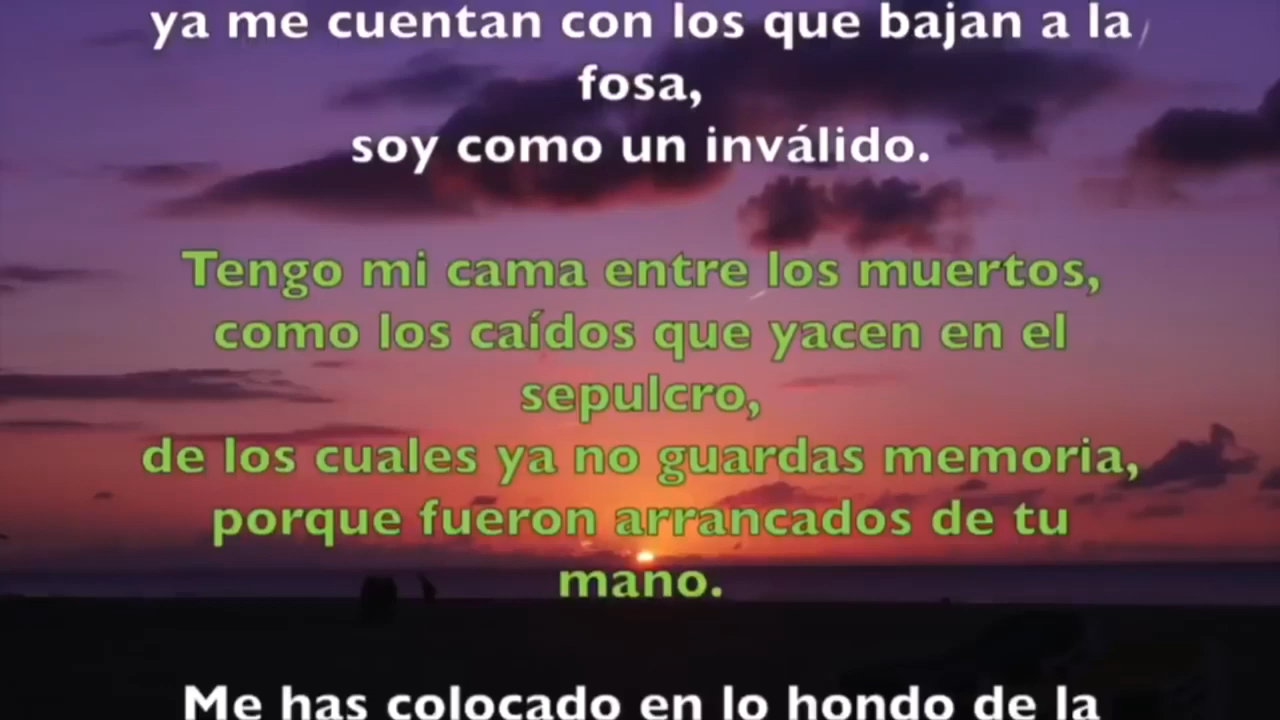 ya me cuentan con los que bajan a la
fosa,
soy como un inválido.
Tengo mi cama entre los muertos,
como los caídos que yacen en el
sepulcro,
de los cuales ya no guardas memoria,
porque fueron arrancados de tu
mano.
Me has colocado en lo hondo de la